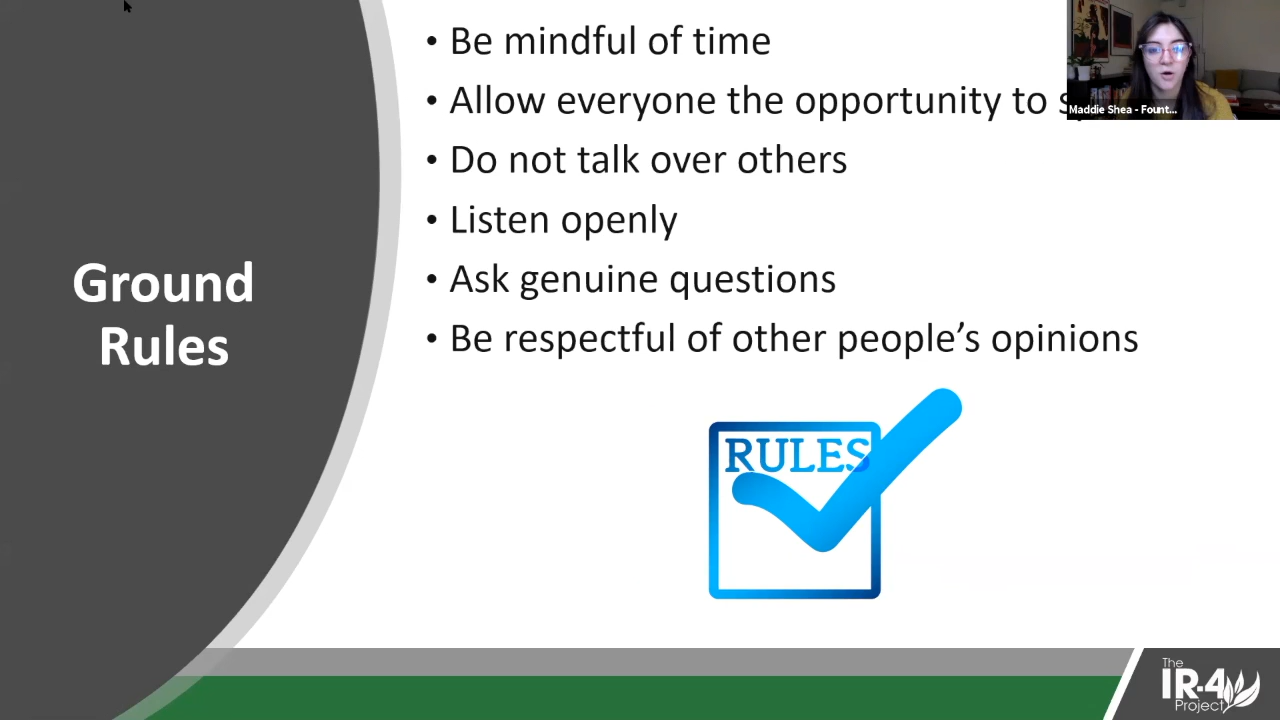 Ground
Rules
• Be mindful of time
• Allow everyone the opportunity to
• Do not talk over others
• Listen openly
• Ask genuine questions
• Be respectful of other people’s opinions
RULES
Maddie Shea - Fount...
The
IR-4
Project